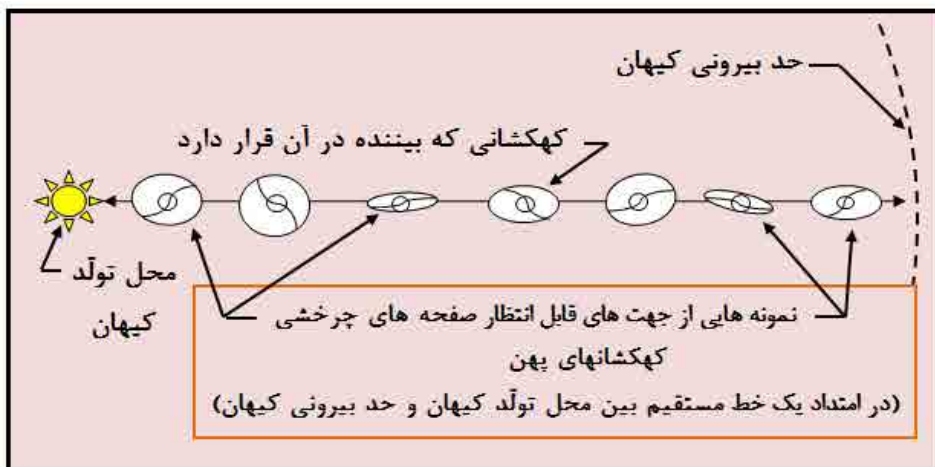 حد بیرونی کیهان
کهکشانی که بیننده در آن قرار دارد
محل تولّد
کیهان
نمونه هایی از جهت های قابل انتظار صفحه های چرخشی
کهکشانهای پهن
(در امتداد یک خط مستقیم بین محل تولّد کیهان و حد بیرونی کیهان)